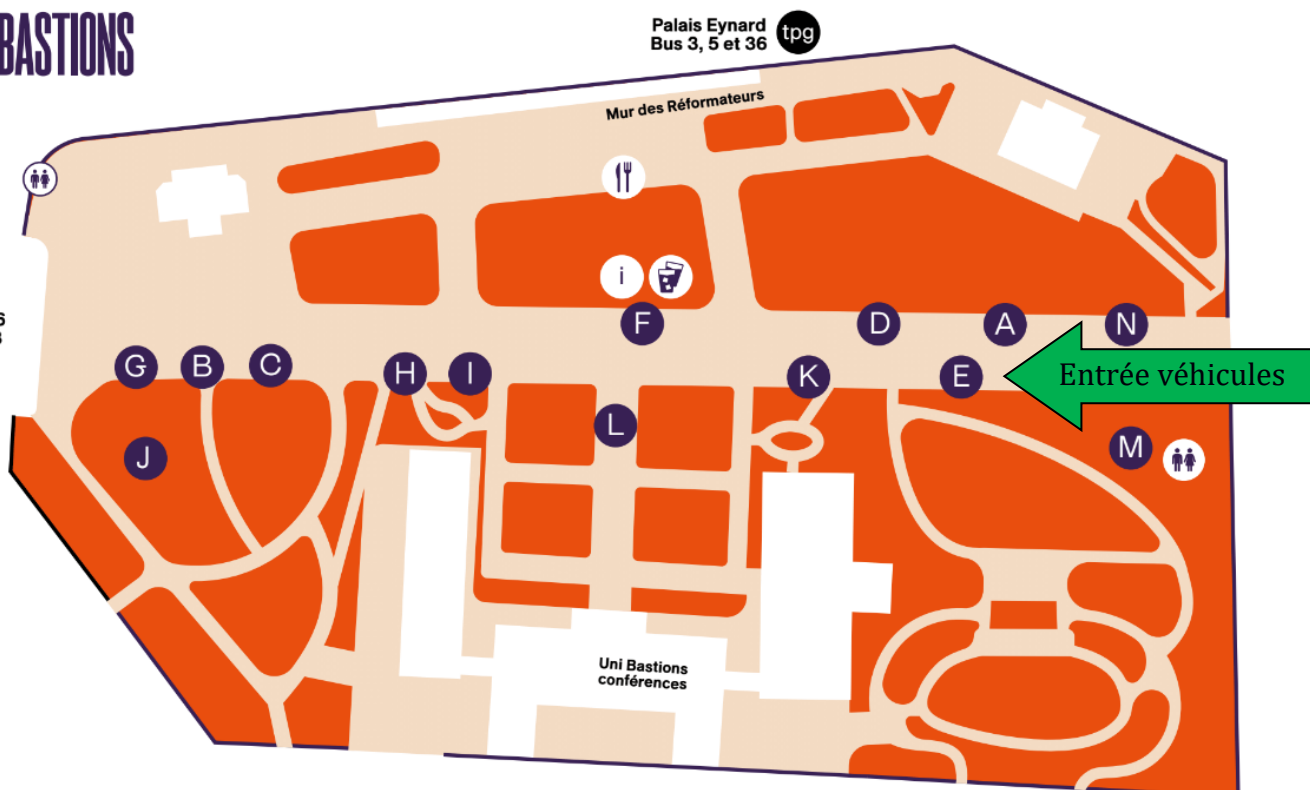 BASTIONS
Palais Eynard
Bus 3, 5 et 36
tpg
Mur des Réformateurs
i
F
D
A
N
G
B
C
H
I
K
E
Entrée véhicules
L
J
M
Uni Bastions
conférences